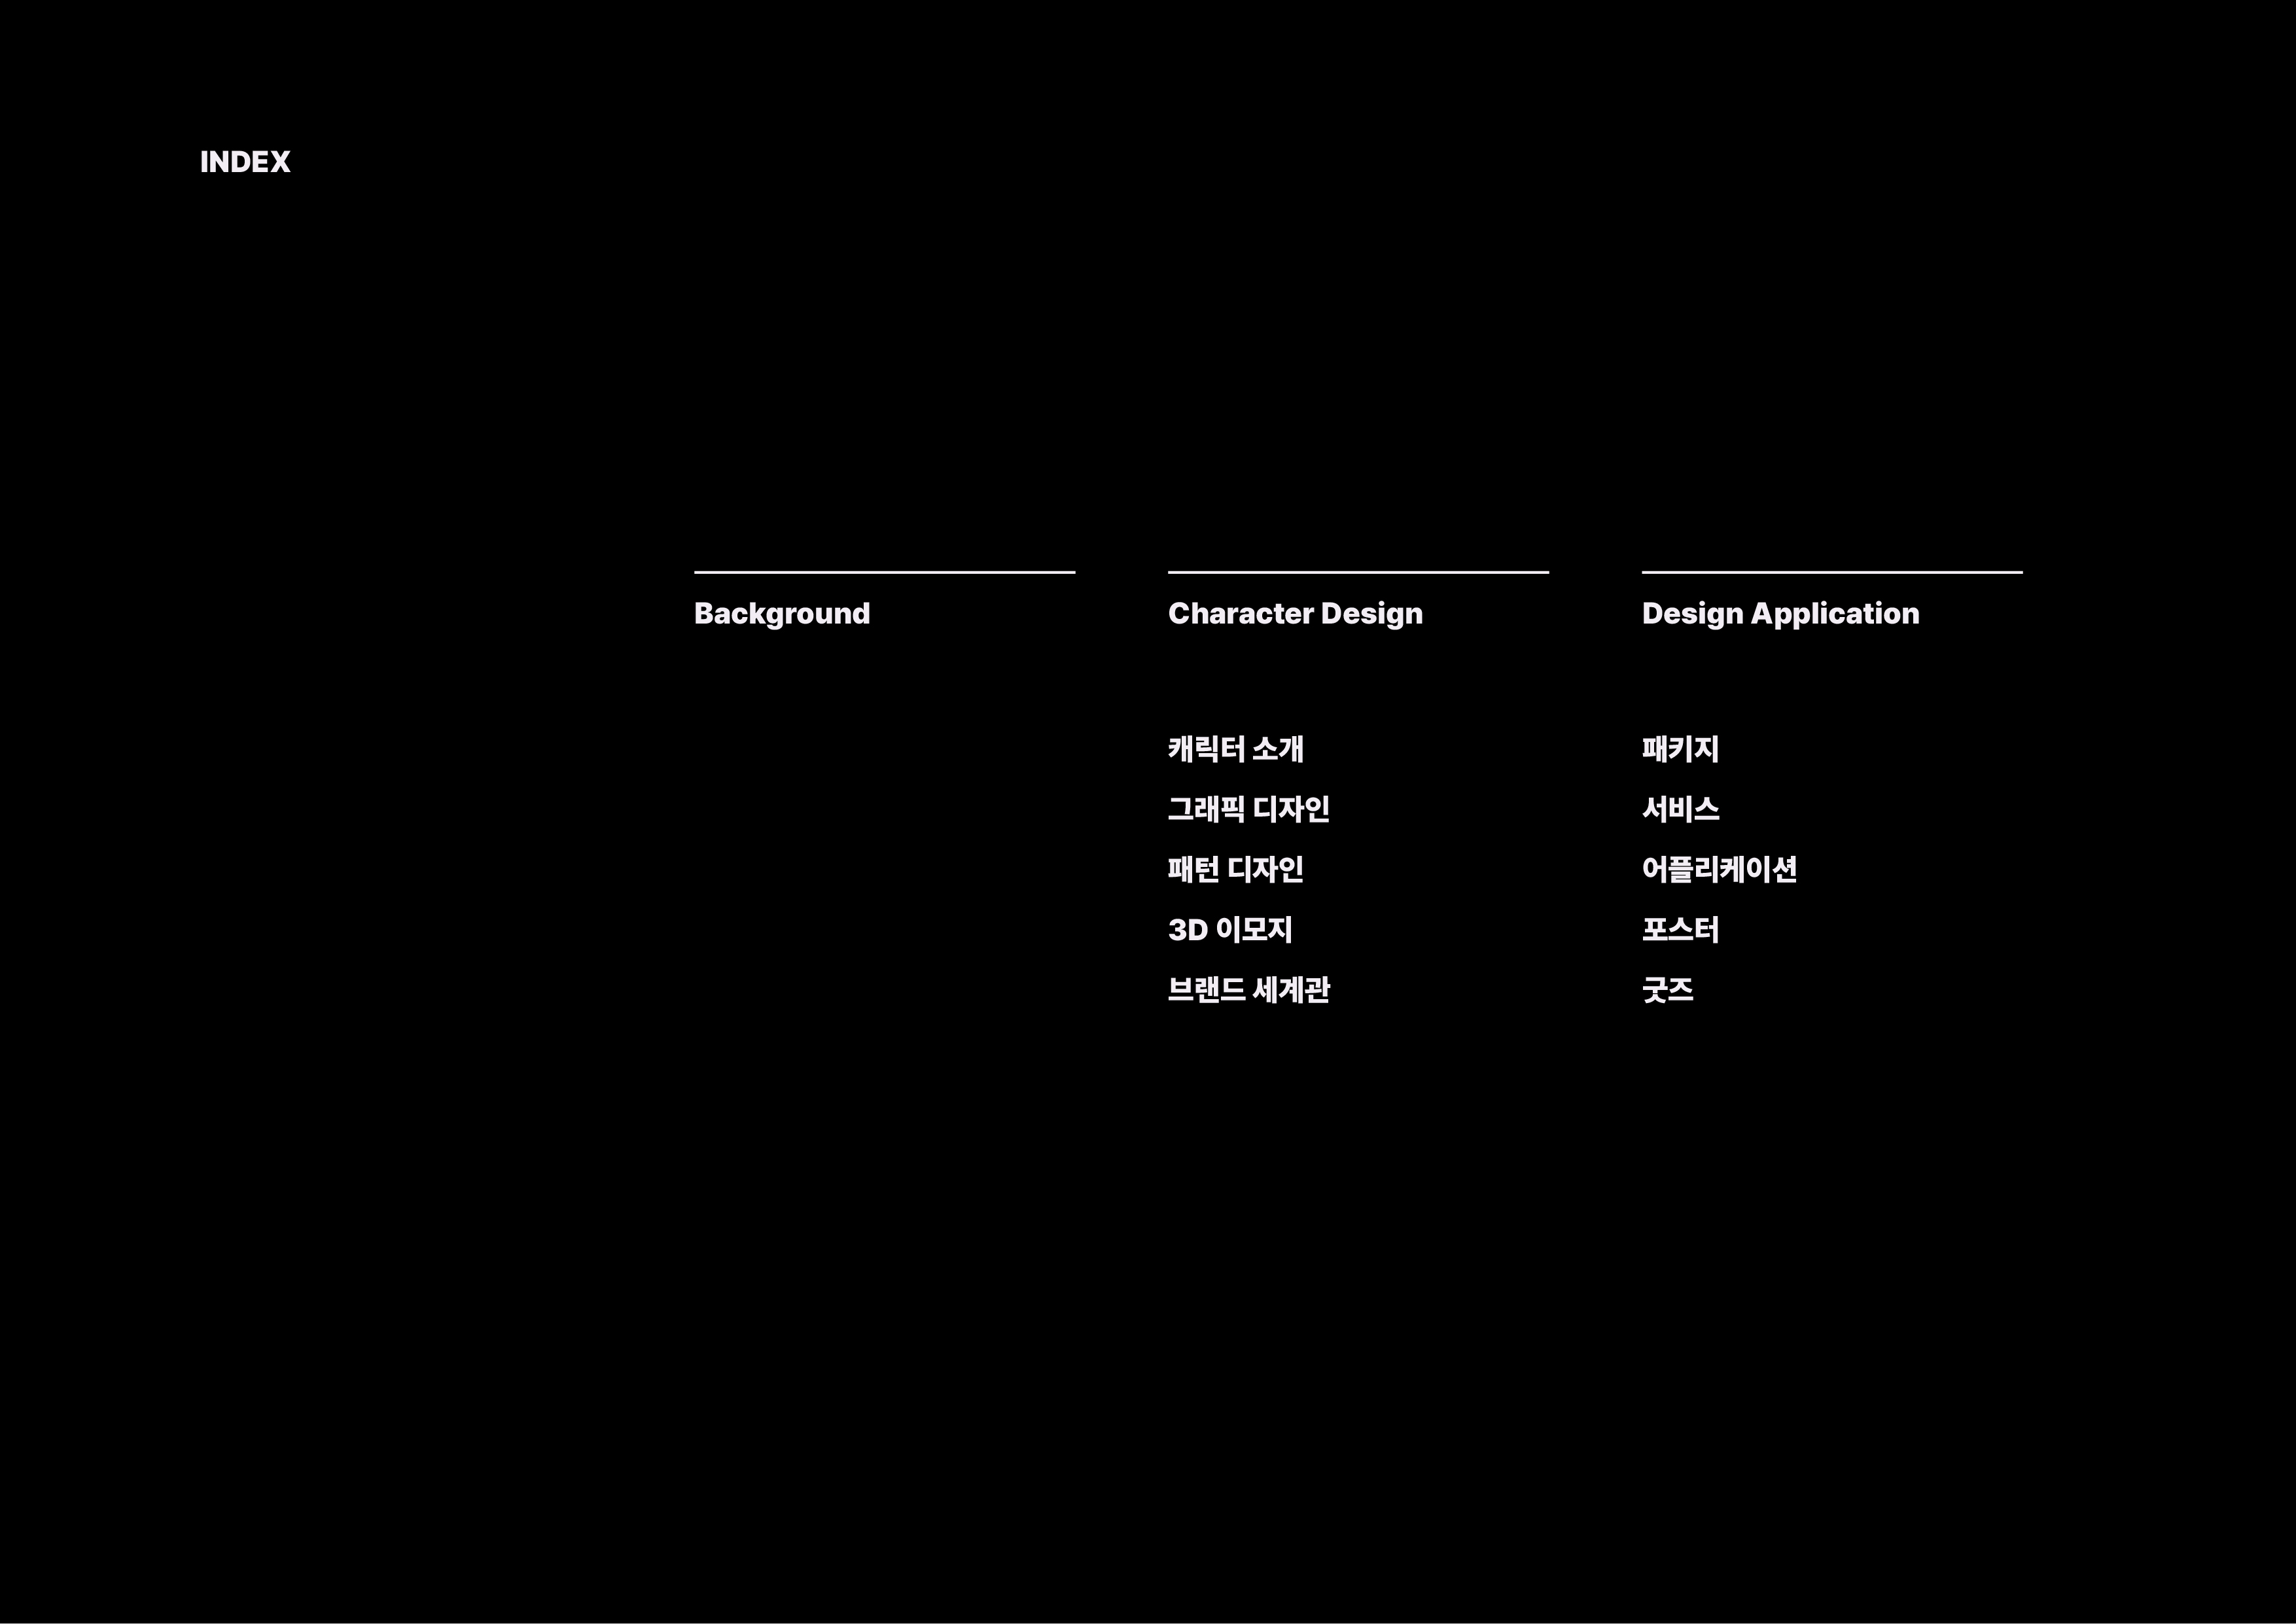 INDEX
Background
Character Design
캐릭터 소개
그래픽 디자인
패턴 디자인
3D 이모지
브랜드 세계관
Design Application
패키지
서비스
어플리케이션
포스터
굿즈